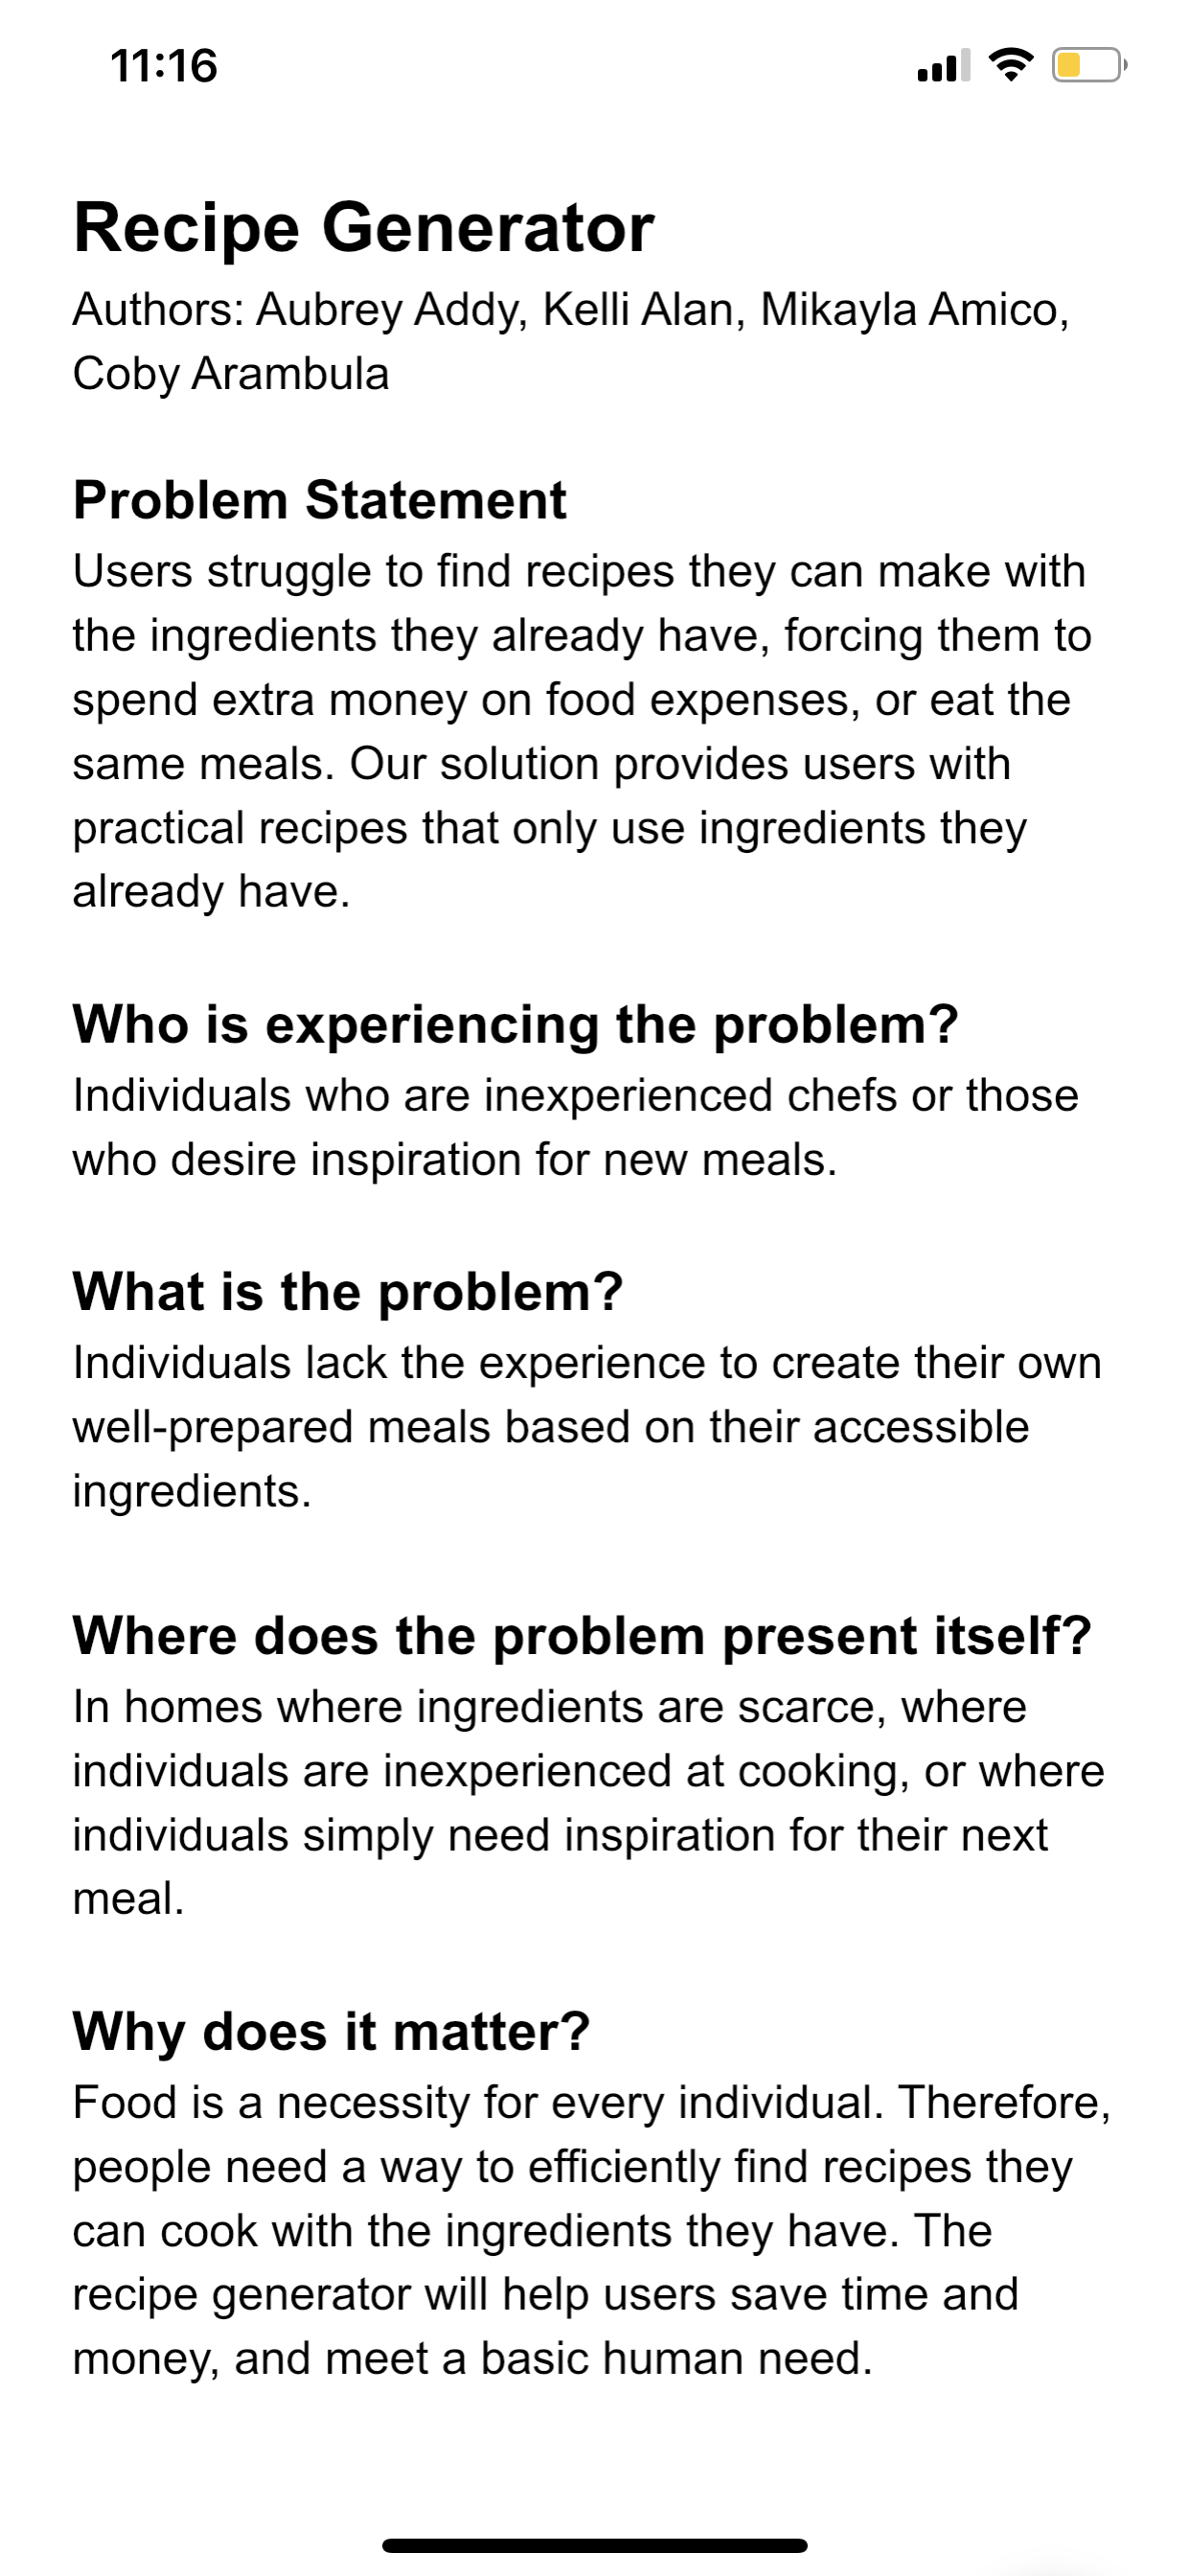 11:16
Recipe Generator
Authors: Aubrey Addy, Kelli Alan, Mikayla Amico,
Coby Arambula
Problem Statement
Users struggle to find recipes they can make with
the ingredients they already have, forcing them to
spend extra money on food expenses, or eat the
same meals. Our solution provides users with
practical recipes that only use ingredients they
already have.
Who is experiencing the problem?
Individuals who are inexperienced chefs or those
who desire inspiration for new meals.
What is the problem?
Individuals lack the experience to create their own
well-prepared meals based on their accessible
ingredients.
Where does the problem present itself?
In homes where ingredients are scarce, where
individuals are inexperienced at cooking, or where
individuals simply need inspiration for their next
meal.
Why does it matter?
Food is a necessity for every individual. Therefore,
people need a way to efficiently find recipes they
can cook with the ingredients they have. The
recipe generator will help users save time and
money, and meet a basic human need.